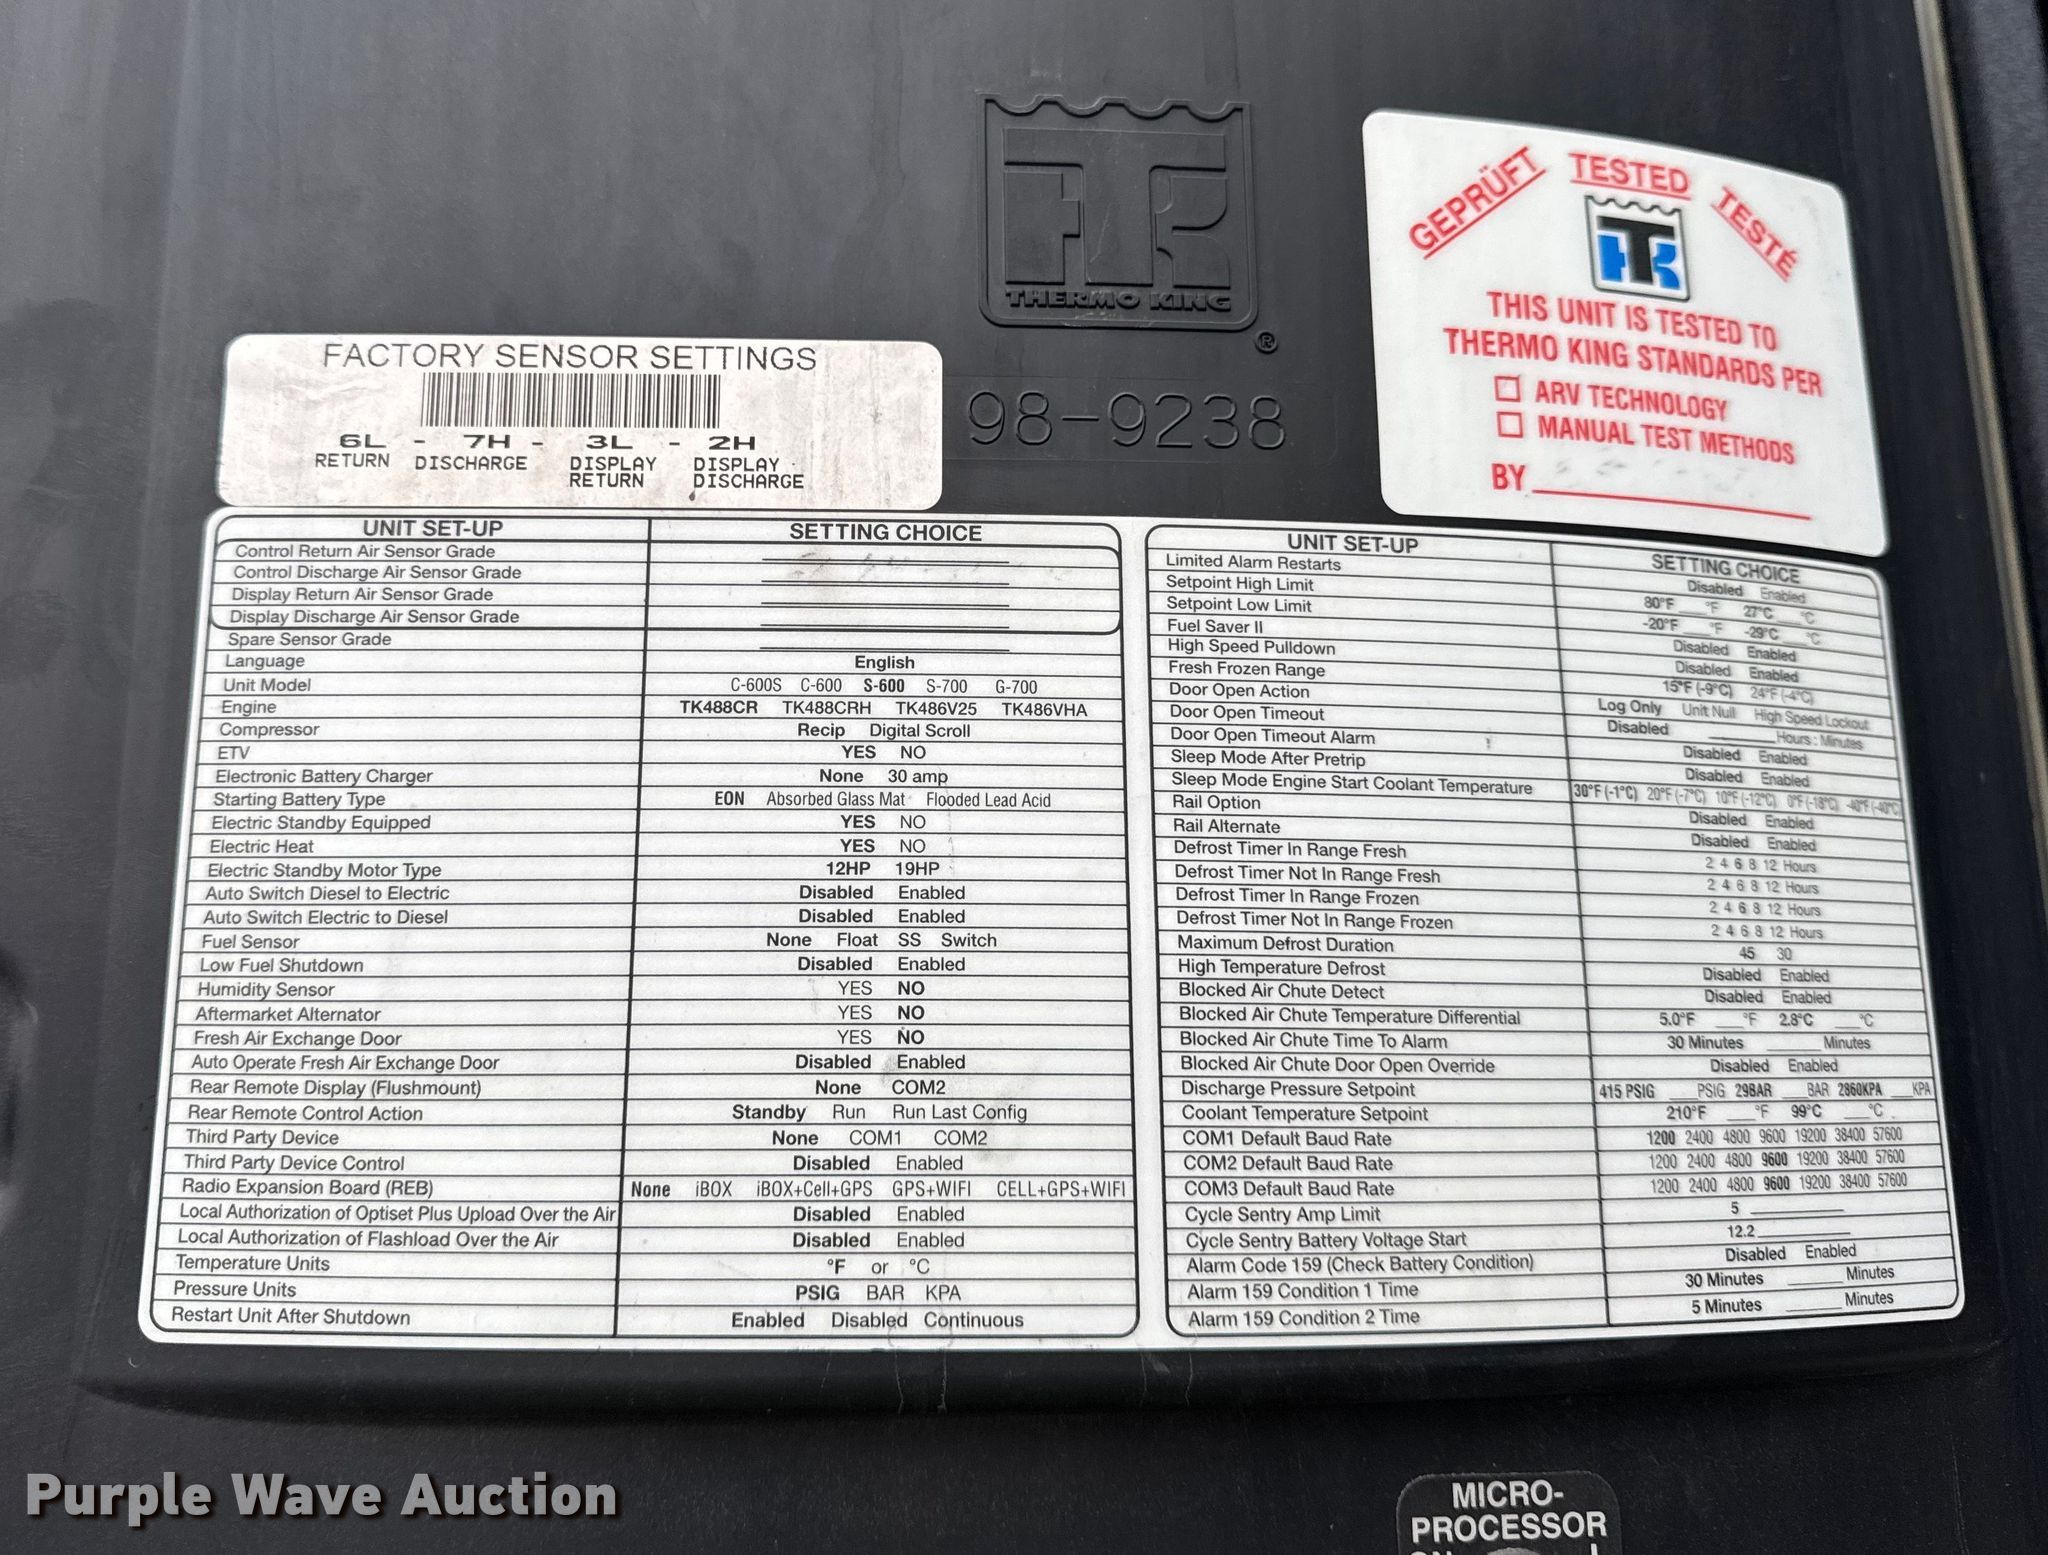 THERMO KING
®
98-9238
GEPRÜFT TESTED TESTÉ
THIS UNIT IS TESTED TO
THERMO KING STANDARDS PER
☐ ARV TECHNOLOGY
☐ MANUAL TEST METHODS
BY
FACTORY SENSOR SETTINGS
6L - 7H - 3L - 2H
RETURN DISCHARGE DISPLAY RETURN DISPLAY DISCHARGE
UNIT SET-UP SETTING CHOICE
Control Return Air Sensor Grade
Control Discharge Air Sensor Grade
Display Return Air Sensor Grade
Display Discharge Air Sensor Grade
Spare Sensor Grade
Language English
Unit Model C-600S C-600 S-600 S-700 G-700
Engine TK488CR TK488CRH TK486V25 TK486VHA
Compressor Recip Digital Scroll
ETV YES NO
Electronic Battery Charger None 30 amp
Starting Battery Type EON Absorbed Glass Mat Flooded Lead Acid
Electric Standby Equipped YES NO
Electric Heat YES NO
Electric Standby Motor Type 12HP 19HP
Auto Switch Diesel to Electric Disabled Enabled
Auto Switch Electric to Diesel Disabled Enabled
Fuel Sensor None Float SS Switch
Low Fuel Shutdown Disabled Enabled
Humidity Sensor YES NO
Aftermarket Alternator YES NO
Fresh Air Exchange Door YES NO
Auto Operate Fresh Air Exchange Door Disabled Enabled
Rear Remote Display (Flushmount) None COM2
Rear Remote Control Action Standby Run Run Last Config
Third Party Device None COM1 COM2
Third Party Device Control Disabled Enabled
Radio Expansion Board (REB) None iBOX iBOX+Cell+GPS GPS+WIFI CELL+GPS+WIFI
Local Authorization of Optiset Plus Upload Over the Air Disabled Enabled
Local Authorization of Flashload Over the Air Disabled Enabled
Temperature Units °F or °C
Pressure Units PSIG BAR KPA
Restart Unit After Shutdown Enabled Disabled Continuous
UNIT SET-UP SETTING CHOICE
Limited Alarm Restarts Disabled Enabled
Setpoint High Limit 80°F ___°F 27°C ___°C
Setpoint Low Limit -20°F ___°F -29°C ___°C
Fuel Saver II Disabled Enabled
High Speed Pulldown Disabled Enabled
Fresh Frozen Range 15°F (-9°C) 24°F (-4°C)
Door Open Action Log Only Unit Null High Speed Lockout
Door Open Timeout Disabled ______Hours : Minutes
Door Open Timeout Alarm Disabled Enabled
Sleep Mode After Pretrip Disabled Enabled
Sleep Mode Engine Start Coolant Temperature 30°F (-1°C) 20°F (-7°C) 10°F (-12°C) 0°F (-18°C) -40°F (-40°C)
Rail Option Disabled Enabled
Rail Alternate Disabled Enabled
Defrost Timer In Range Fresh 2 4 6 8 12 Hours
Defrost Timer Not In Range Fresh 2 4 6 8 12 Hours
Defrost Timer In Range Frozen 2 4 6 8 12 Hours
Defrost Timer Not In Range Frozen 2 4 6 8 12 Hours
Maximum Defrost Duration 45 30
High Temperature Defrost Disabled Enabled
Blocked Air Chute Detect Disabled Enabled
Blocked Air Chute Temperature Differential 5.0°F ___°F 2.8°C ___°C
Blocked Air Chute Time To Alarm 30 Minutes ______ Minutes
Blocked Air Chute Door Open Override Disabled Enabled
Discharge Pressure Setpoint 415 PSIG ___PSIG 29BAR ___BAR 2860KPA ___KPA
Coolant Temperature Setpoint 210°F ___°F 99°C ___°C
COM1 Default Baud Rate 1200 2400 4800 9600 19200 38400 57600
COM2 Default Baud Rate 1200 2400 4800 9600 19200 38400 57600
COM3 Default Baud Rate 1200 2400 4800 9600 19200 38400 57600
Cycle Sentry Amp Limit 5
Cycle Sentry Battery Voltage Start 12.2
Alarm Code 159 (Check Battery Condition) Disabled Enabled
Alarm 159 Condition 1 Time 30 Minutes ______ Minutes
Alarm 159 Condition 2 Time 5 Minutes ______ Minutes
Purple Wave Auction
MICRO-
PROCESSOR